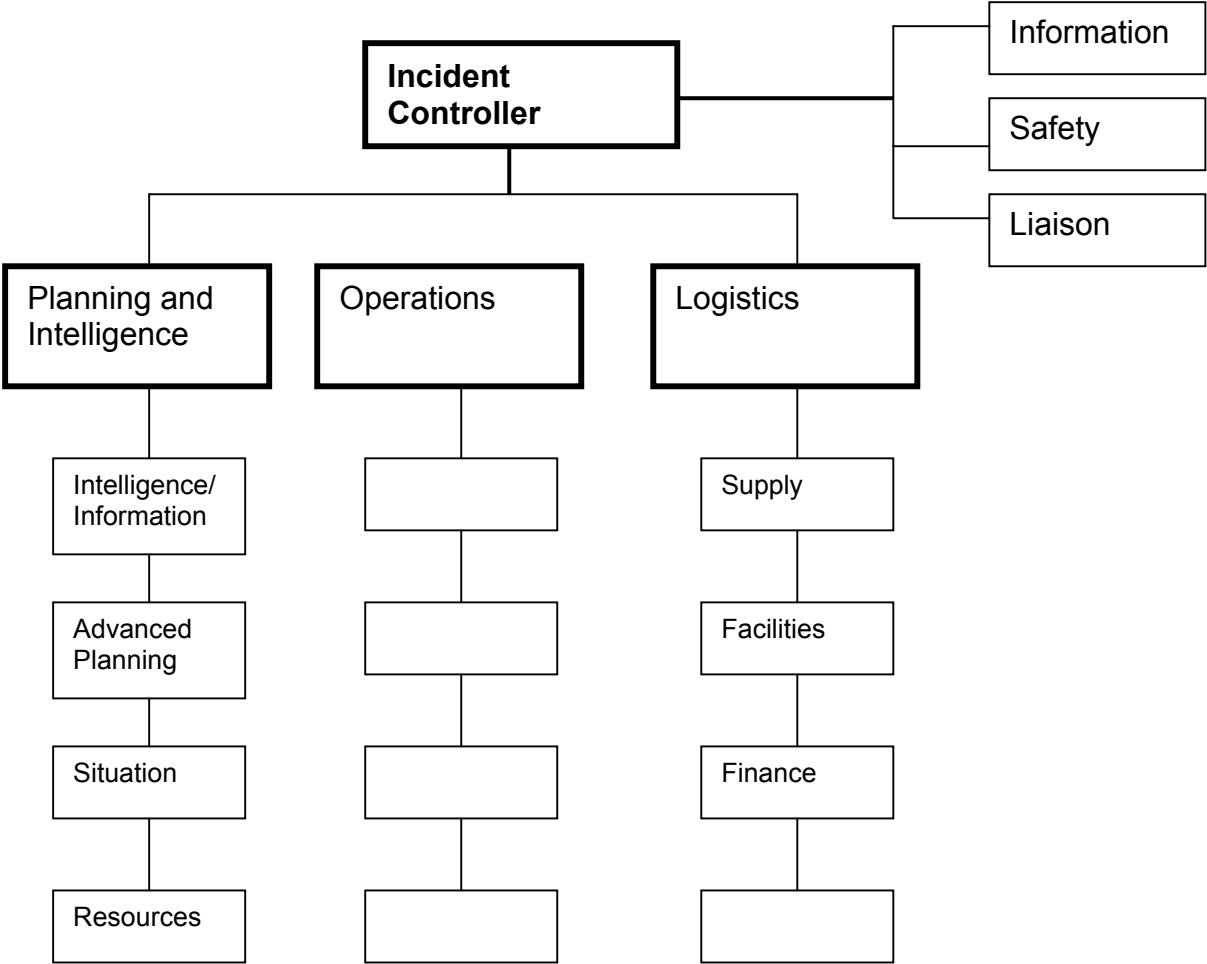 Information
Incident
Controller
Safety
Liaison
Planning and
Intelligence
Operations
Logistics
Intelligence/
Information
Supply
Advanced
Planning
Facilities
Situation
Finance
Resources